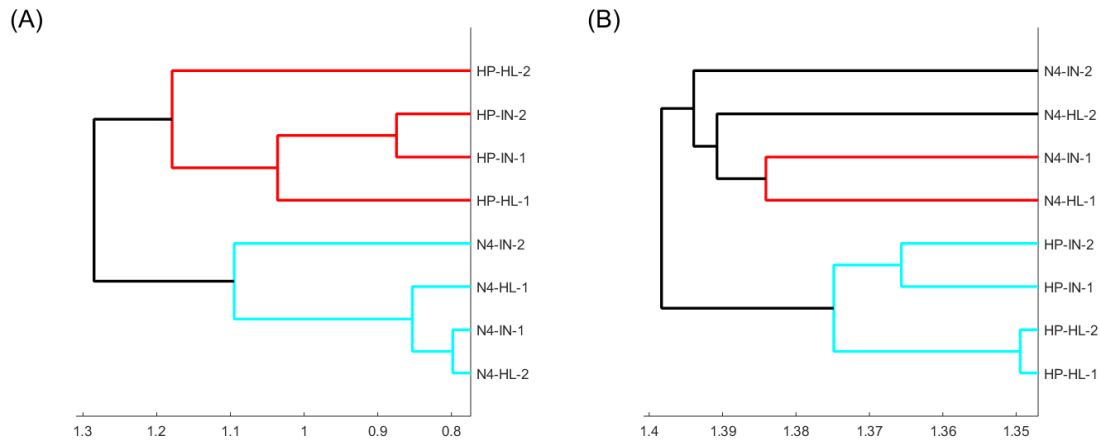 (A)
HP-HL-2
HP-IN-2
HP-IN-1
HP-HL-1
N4-IN-2
N4-HL-1
N4-IN-1
N4-HL-2
1.3 1.2 1.1 1 0.9 0.8
(B)
N4-IN-2
N4-HL-2
N4-IN-1
N4-HL-1
HP-IN-2
HP-IN-1
HP-HL-2
HP-HL-1
1.4 1.39 1.38 1.37 1.36 1.35